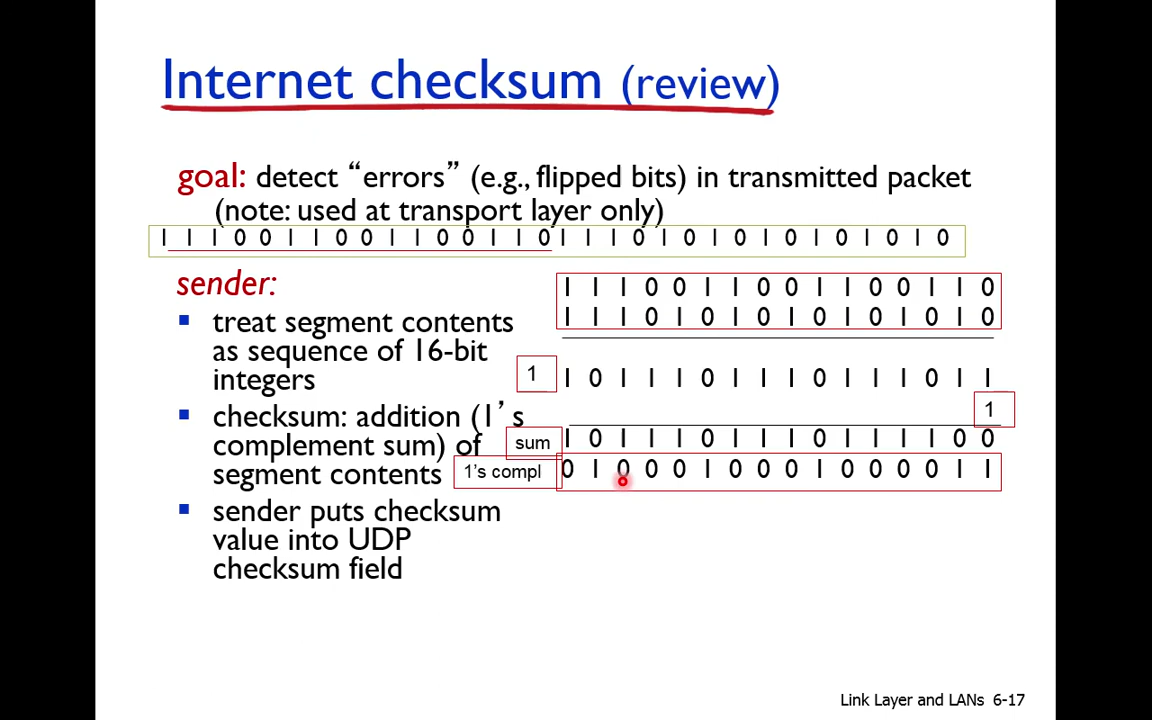 Internet checksum (review)
goal: detect “errors” (e.g., flipped bits) in transmitted packet
(note: used at transport layer only)
1 1 1 0 0 1 1 0 0 1 1 0 0 1 1 0 1 1 1 0 1 0 1 0 1 0 1 0 1 0 1 0
sender:
▪ treat segment contents
as sequence of 16-bit
integers
▪ checksum: addition (1’s
complement sum) of
segment contents
▪ sender puts checksum
value into UDP
checksum field
1 1 1 0 0 1 1 0 0 1 1 0 0 1 1 0
1 1 1 0 1 0 1 0 1 0 1 0 1 0 1 0
1 1 0 1 1 1 0 1 1 1 0 1 1 1 0 1 1
1
sum 1 0 1 1 1 0 1 1 1 0 1 1 1 1 0 0
1's compl 0 1 0 0 0 1 0 0 0 1 0 0 0 0 1 1
Link Layer and LANs 6-17